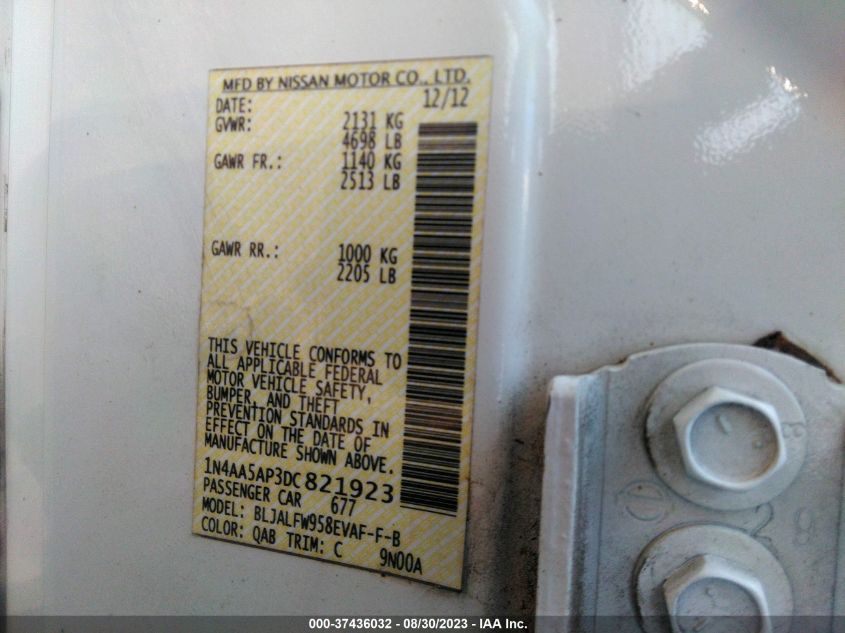 MFD BY NISSAN MOTOR CO., LTD.
DATE: 12/12
GVWR: 2131 KG
4698 LB
GAWR FR.: 1140 KG
2513 LB
GAWR RR.: 1000 KG
2205 LB
THIS VEHICLE CONFORMS TO
ALL APPLICABLE FEDERAL
MOTOR VEHICLE SAFETY,
BUMPER, AND THEFT
PREVENTION STANDARDS IN
EFFECT ON THE DATE OF
MANUFACTURE SHOWN ABOVE.
1N4AA5AP3DC821923
PASSENGER CAR 677
MODEL: BLJALFW958EVAF-F-B
COLOR: QAB TRIM: C 9N00A
28
000-37436032 - 08/30/2023 - IAA Inc.